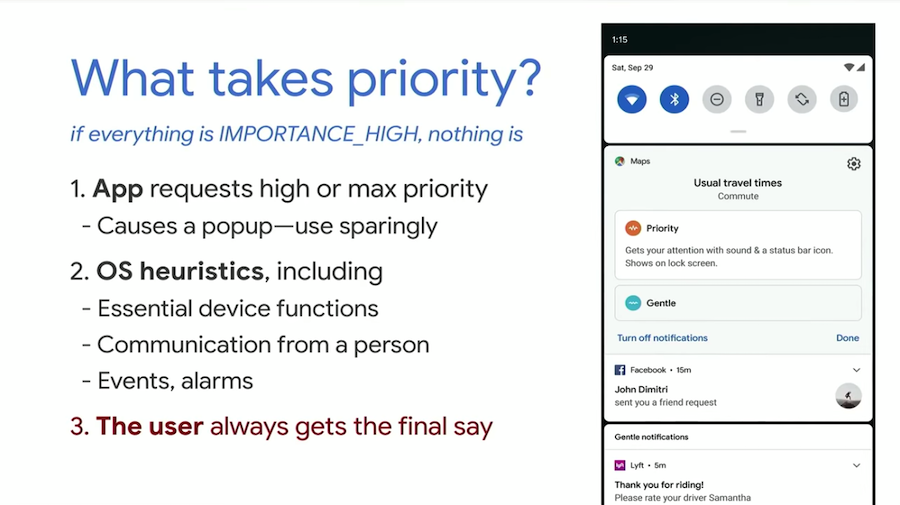 What takes priority?
if everything is IMPORTANCE_HIGH, nothing is
1. App requests high or max priority
- Causes a popup—use sparingly
2. OS heuristics, including
- Essential device functions
- Communication from a person
- Events, alarms
3. The user always gets the final say
1:15
Sat, Sep 29
Maps
Usual travel times
Commute
Priority
Gets your attention with sound & a status bar icon.
Shows on lock screen.
Gentle
Turn off notifications Done
Facebook • 15m
John Dimitri
sent you a friend request
Gentle notifications
Lyft • 5m
Thank you for riding!
Please rate your driver Samantha